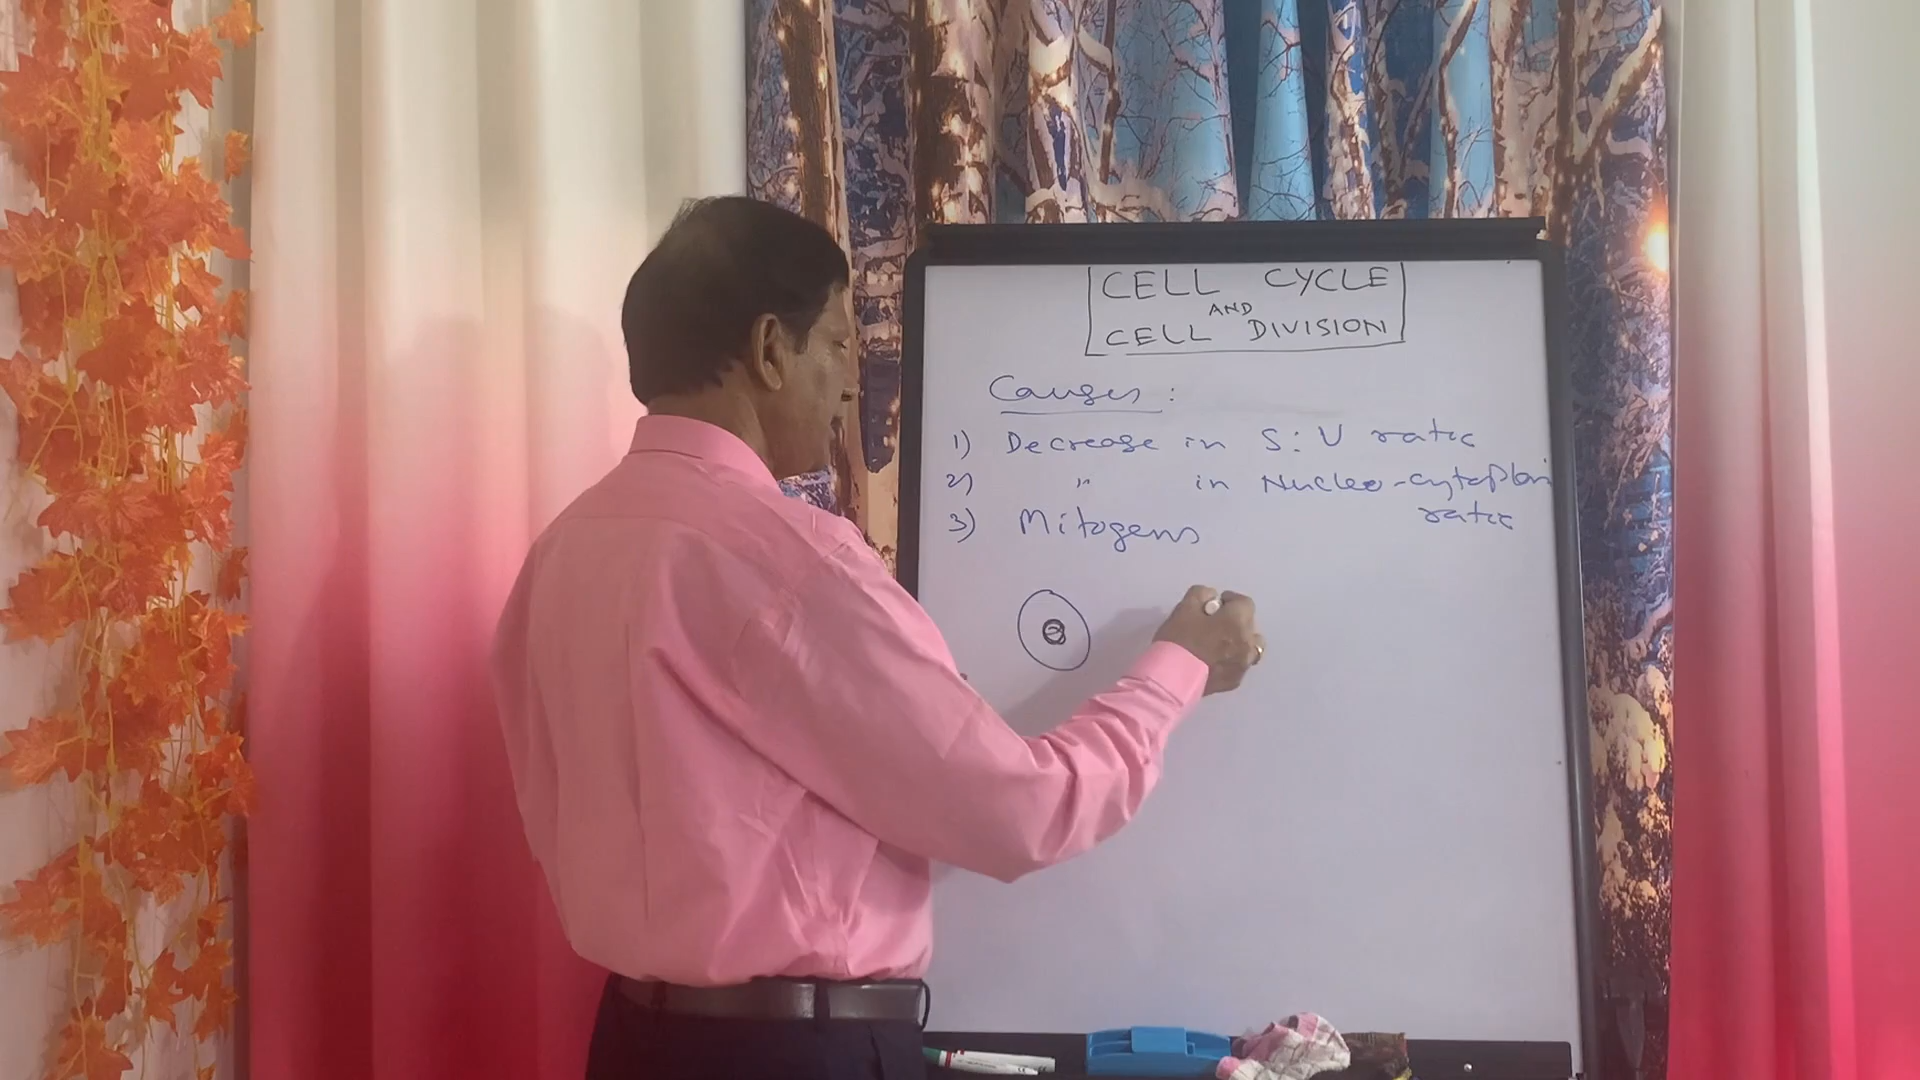 CELL CYCLE
AND
CELL DIVISION
Causes :
1) Decrease in S:V ratio
2) " in Nucleo-cytoplasmic
ratio
3) Mitogens